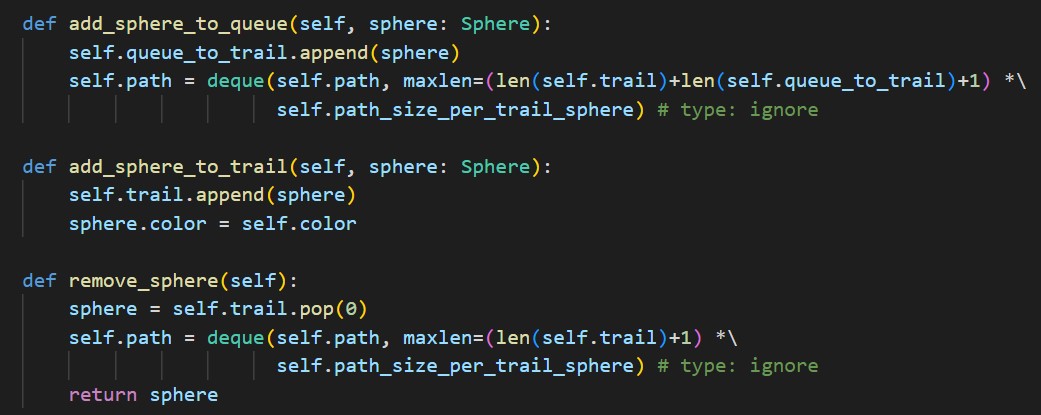 def add_sphere_to_queue(self, sphere: Sphere):
    self.queue_to_trail.append(sphere)
    self.path = deque(self.path, maxlen=(len(self.trail)+len(self.queue_to_trail)+1) *\
                      self.path_size_per_trail_sphere) # type: ignore

def add_sphere_to_trail(self, sphere: Sphere):
    self.trail.append(sphere)
    sphere.color = self.color

def remove_sphere(self):
    sphere = self.trail.pop(0)
    self.path = deque(self.path, maxlen=(len(self.trail)+1) *\
                      self.path_size_per_trail_sphere) # type: ignore
    return sphere